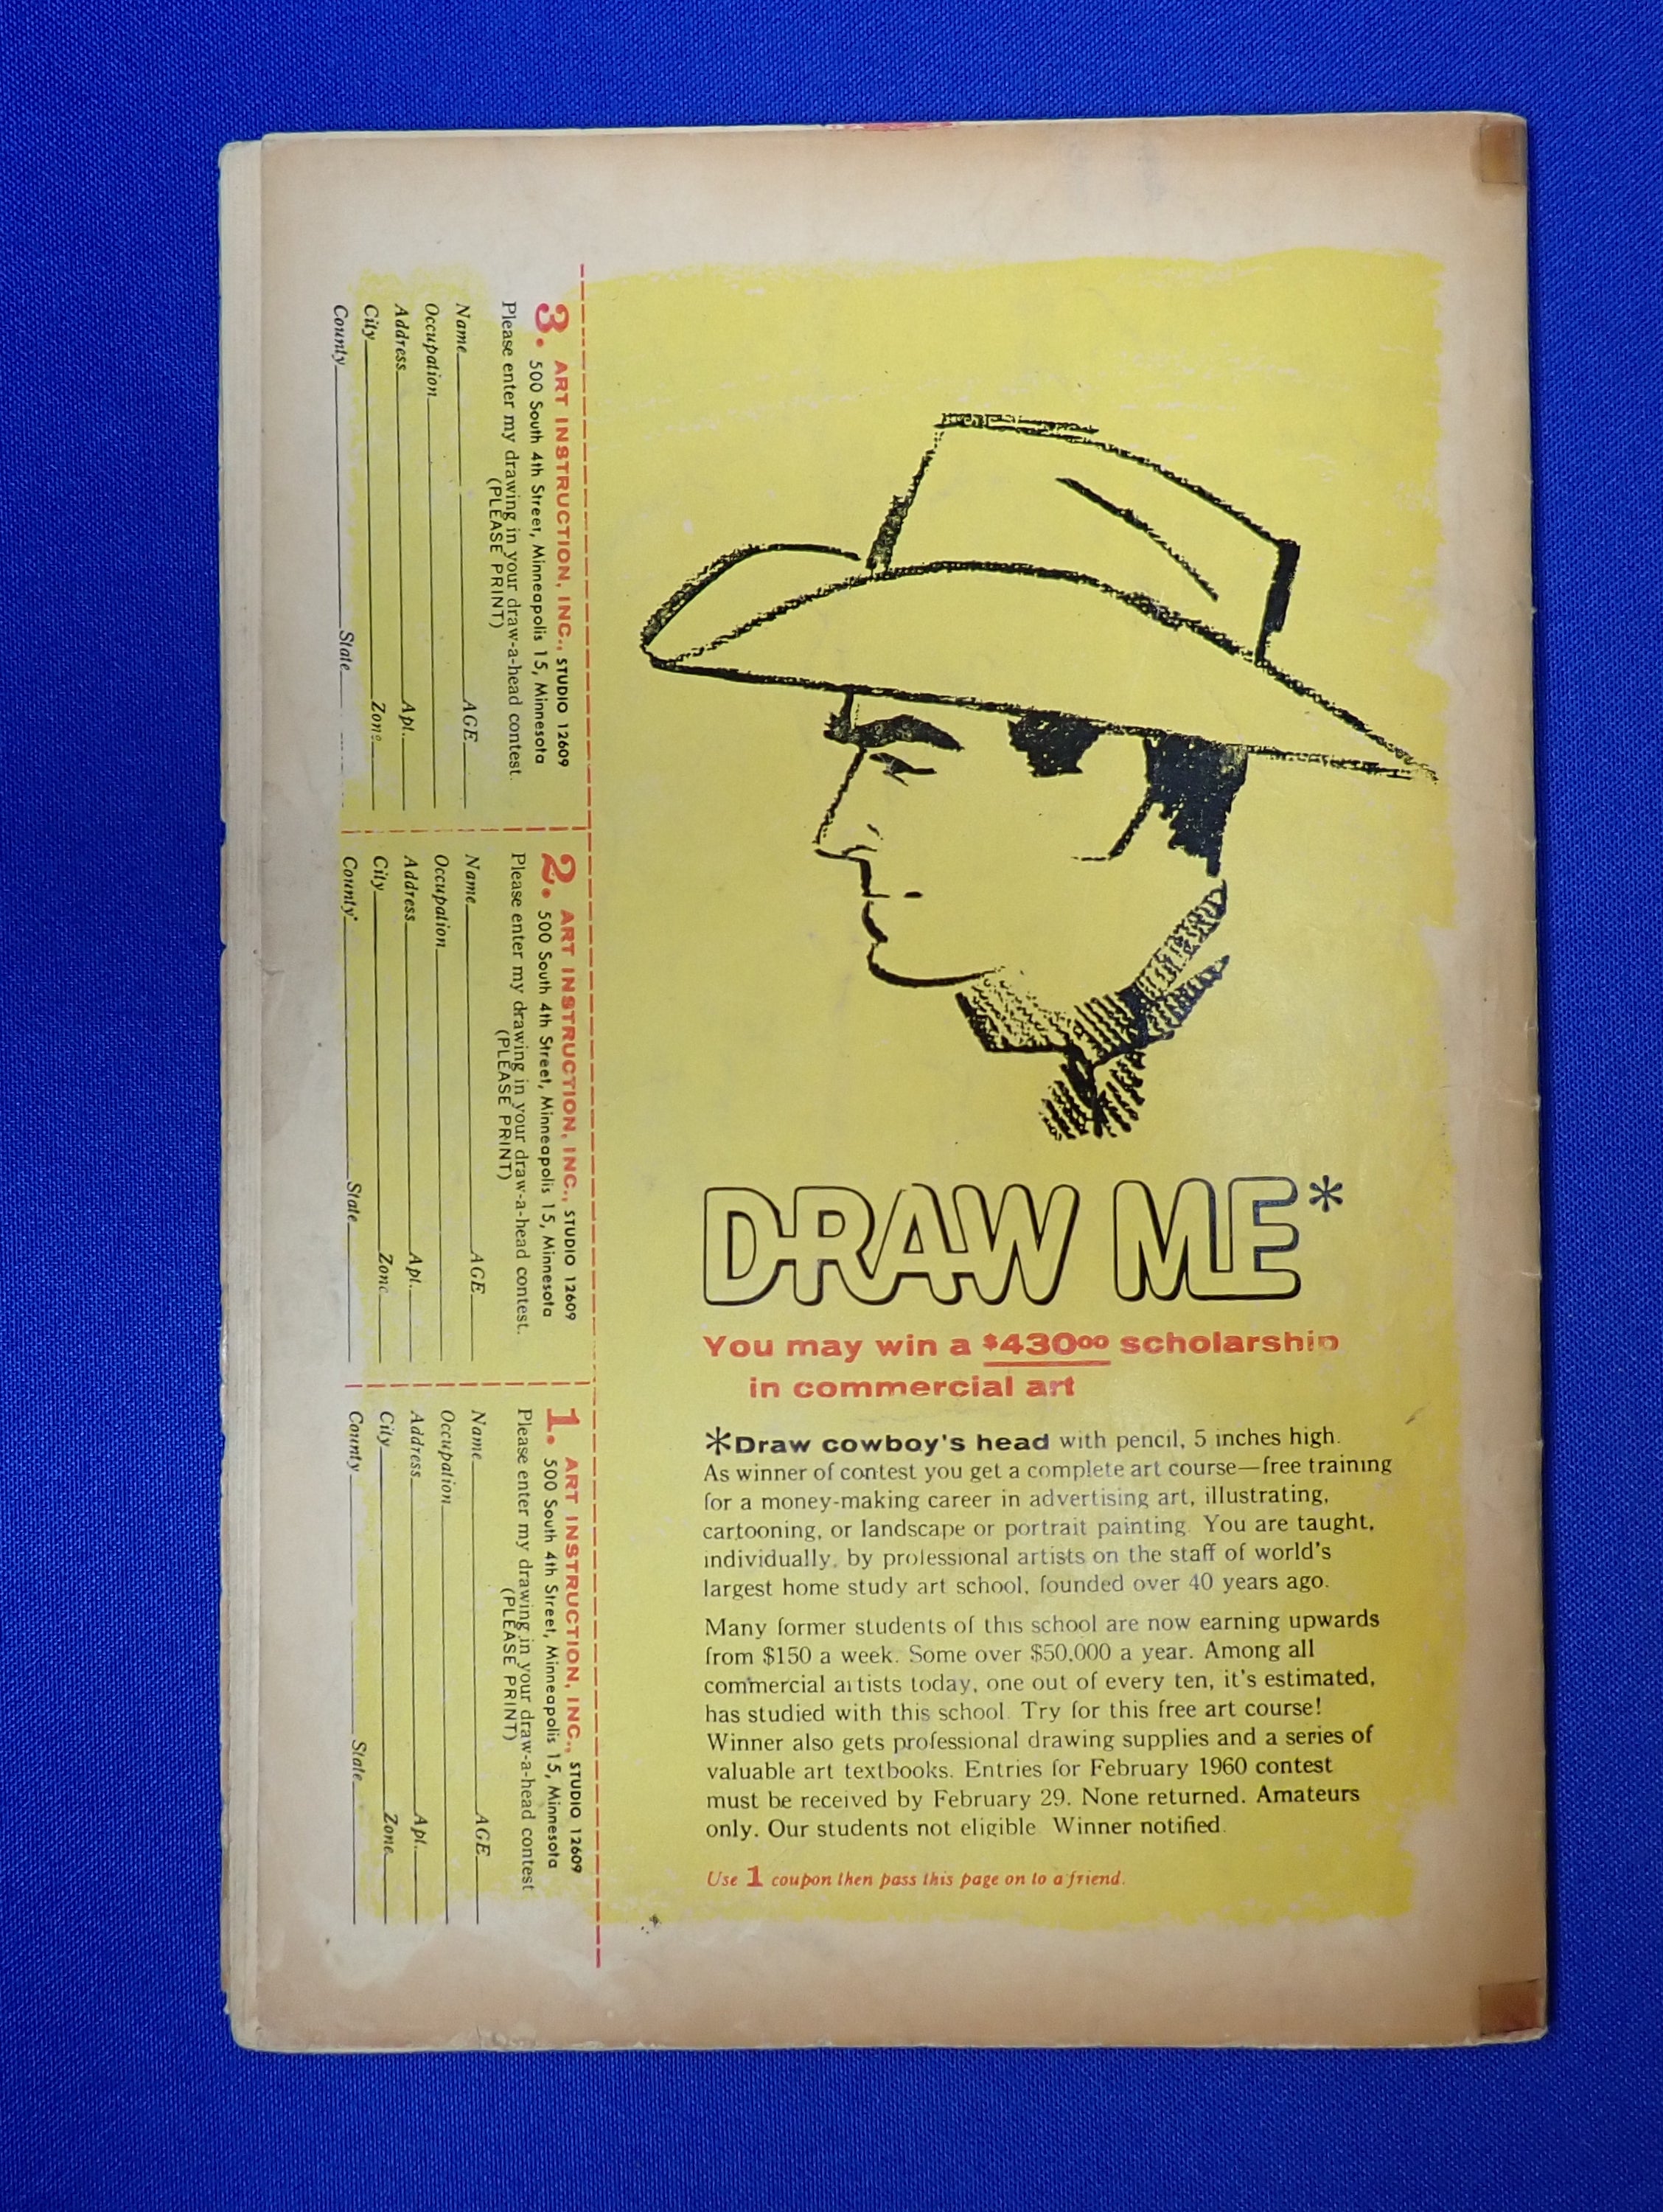 DRAW ME*
You may win a $430⁰⁰ scholarship
in commercial art
*Draw cowboy's head with pencil, 5 inches high.
As winner of contest you get a complete art course—free training
for a money-making career in advertising art, illustrating,
cartooning, or landscape or portrait painting. You are taught,
individually, by professional artists on the staff of world's
largest home study art school, founded over 40 years ago.
Many former students of this school are now earning upwards
from $150 a week. Some over $50,000 a year. Among all
commercial artists today, one out of every ten, it's estimated,
has studied with this school. Try for this free art course!
Winner also gets professional drawing supplies and a series of
valuable art textbooks. Entries for February 1960 contest
must be received by February 29. None returned. Amateurs
only. Our students not eligible. Winner notified.
Use 1 coupon then pass this page on to a friend.
3. ART INSTRUCTION, INC., STUDIO 12609
500 South 4th Street, Minneapolis 15, Minnesota
Please enter my drawing in your draw-a-head contest.
(PLEASE PRINT)
Name AGE
Occupation
Address Apt.
City Zone
County State
2. ART INSTRUCTION, INC., STUDIO 12609
500 South 4th Street, Minneapolis 15, Minnesota
Please enter my drawing in your draw-a-head contest.
(PLEASE PRINT)
Name AGE
Occupation
Address Apt.
City Zone
County State
1. ART INSTRUCTION, INC., STUDIO 12609
500 South 4th Street, Minneapolis 15, Minnesota
Please enter my drawing in your draw-a-head contest
(PLEASE PRINT)
Name AGE
Occupation
Address Apt.
City Zone
County State